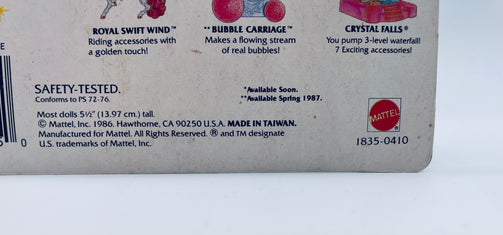 E
ROYAL SWIFT WIND™
Riding accessories with
a golden touch!
**BUBBLE CARRIAGE™
Makes a flowing stream
of real bubbles!
CRYSTAL FALLS®
You pump 3-level waterfall!
7 Exciting accessories!
SAFETY-TESTED.
Conforms to PS 72-76.
*Available Soon.
**Available Spring 1987.
Most dolls 5½" (13.97 cm.) tall.
© Mattel, Inc. 1986. Hawthorne, CA 90250 U.S.A. MADE IN TAIWAN.
Manufactured for Mattel. All Rights Reserved. ® and TM designate
U.S. trademarks of Mattel, Inc.
0
MATTEL
®
1835-0410